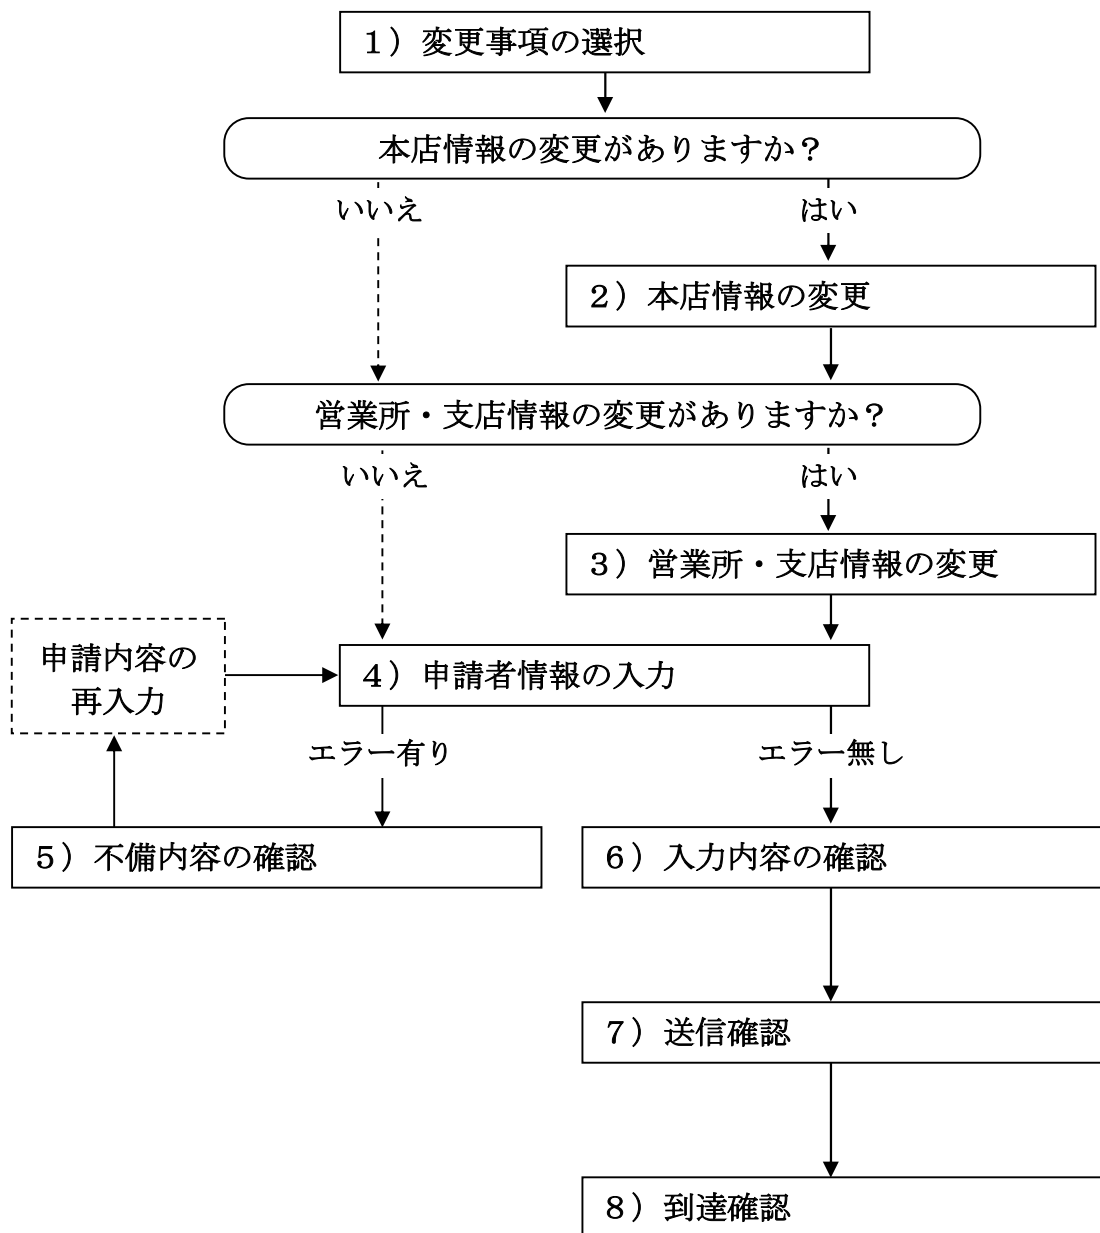 １）変更事項の選択
本店情報の変更がありますか？
いいえ
はい
２）本店情報の変更
営業所・支店情報の変更がありますか？
いいえ
はい
３）営業所・支店情報の変更
申請内容の
再入力
４）申請者情報の入力
エラー有り
エラー無し
５）不備内容の確認
６）入力内容の確認
７）送信確認
８）到達確認